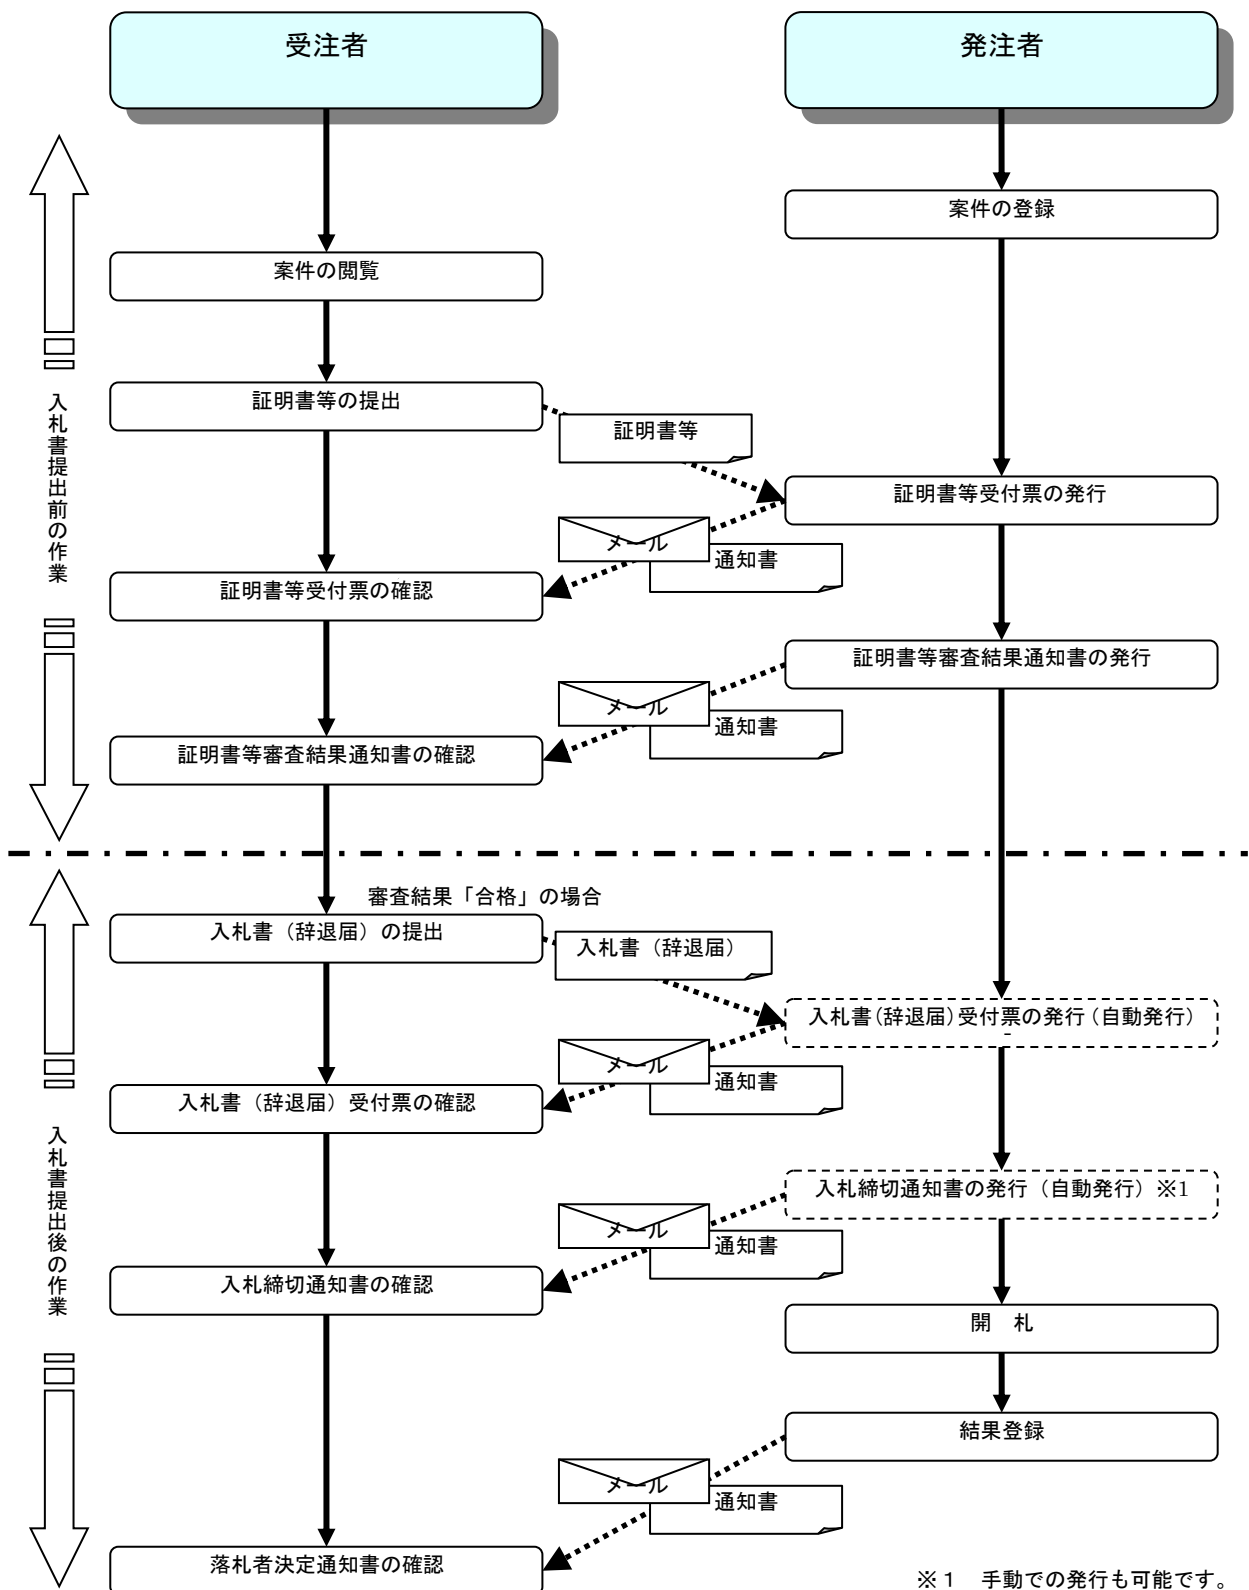 受注者
発注者
案件の登録
案件の閲覧
証明書等の提出
証明書等
証明書等受付票の発行
メール
通知書
証明書等受付票の確認
証明書等審査結果通知書の発行
メール
通知書
証明書等審査結果通知書の確認
入札書提出前の作業
審査結果「合格」の場合
入札書（辞退届）の提出
入札書（辞退届）
入札書(辞退届)受付票の発行(自動発行)
メール
通知書
入札書（辞退届）受付票の確認
入札締切通知書の発行（自動発行）※1
メール
通知書
入札締切通知書の確認
開　札
結果登録
メール
通知書
落札者決定通知書の確認
入札書提出後の作業
※１　手動での発行も可能です。